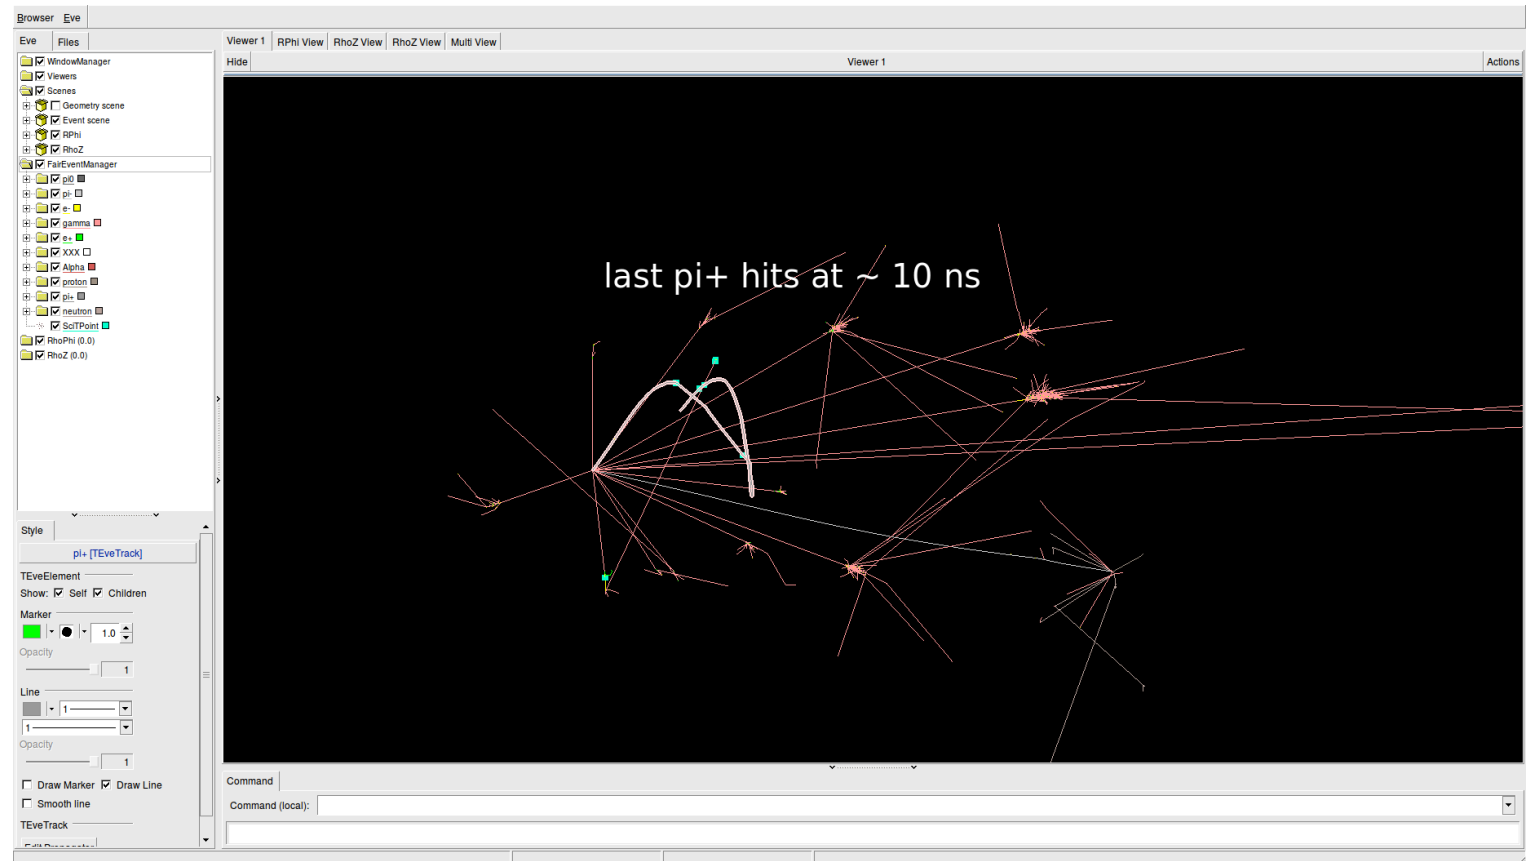 Browser Eve
Eve Files
Viewer 1 RPhi View RhoZ View RhoZ View Multi View
Hide Viewer 1 Actions
WindowManager
Viewers
Scenes
Geometry scene
Event scene
RPhi
RhoZ
FairEventManager
pi0
pi-
e-
gamma
e+
XXX
Alpha
proton
pi+
neutron
SciTPoint
RhoPhi (0.0)
RhoZ (0.0)
last pi+ hits at ~ 10 ns
Style
pi+ [TEveTrack]
TEveElement
Show: Self Children
Marker
1.0
Opacity
1
Line
1
1
Opacity
1
Draw Marker Draw Line
Smooth line
TEveTrack
Edit Propagator
Command
Command (local):